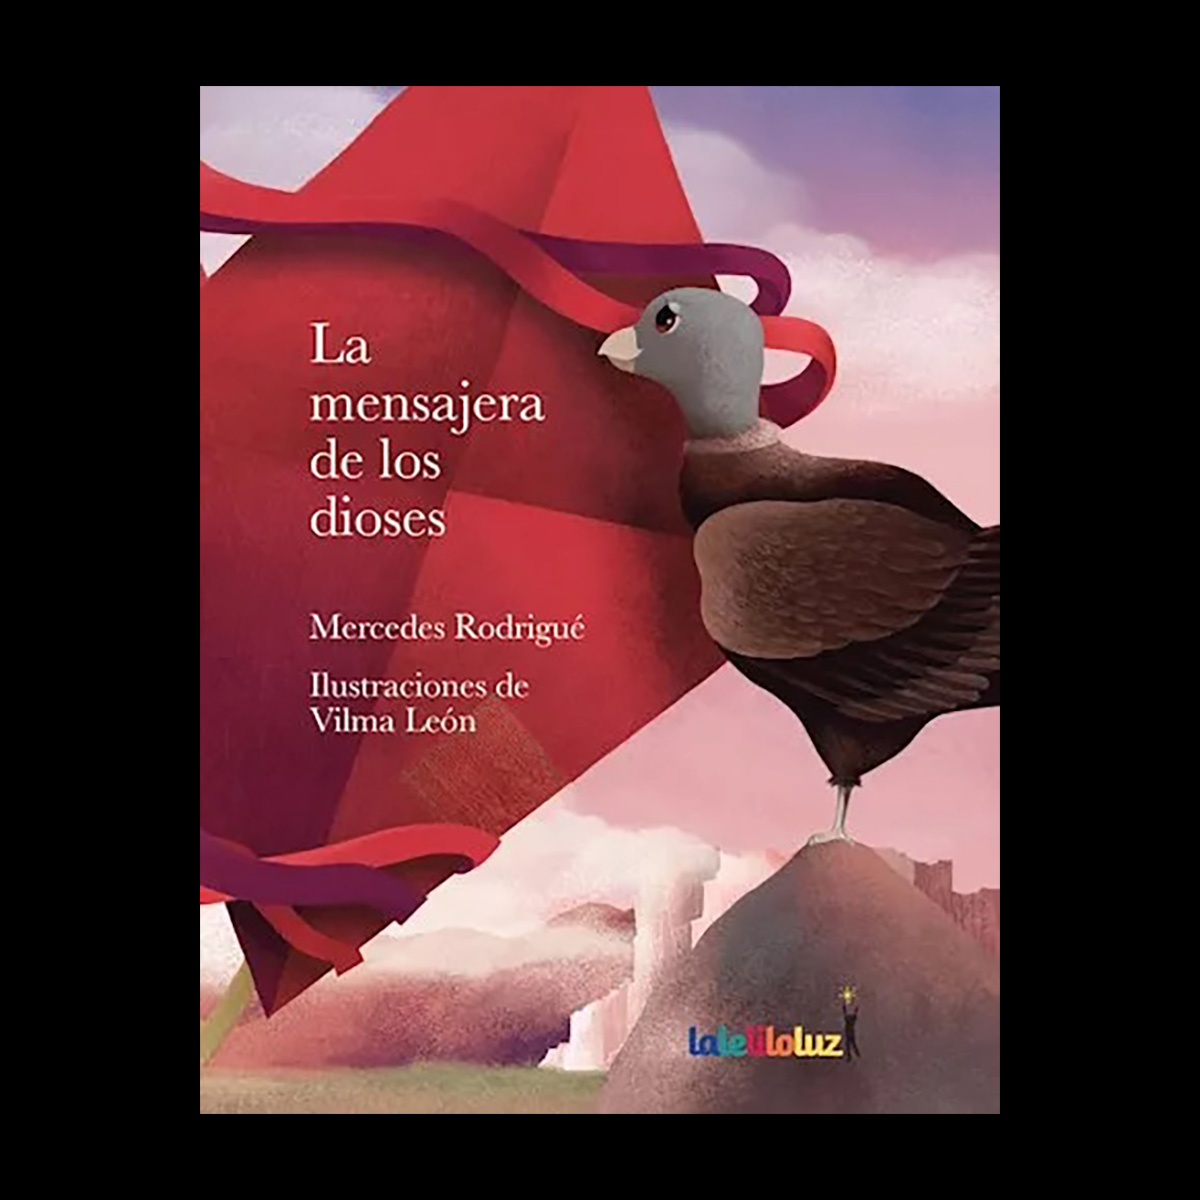 La
mensajera
de los
dioses
Mercedes Rodrigué
Ilustraciones de
Vilma León
laleliloluz